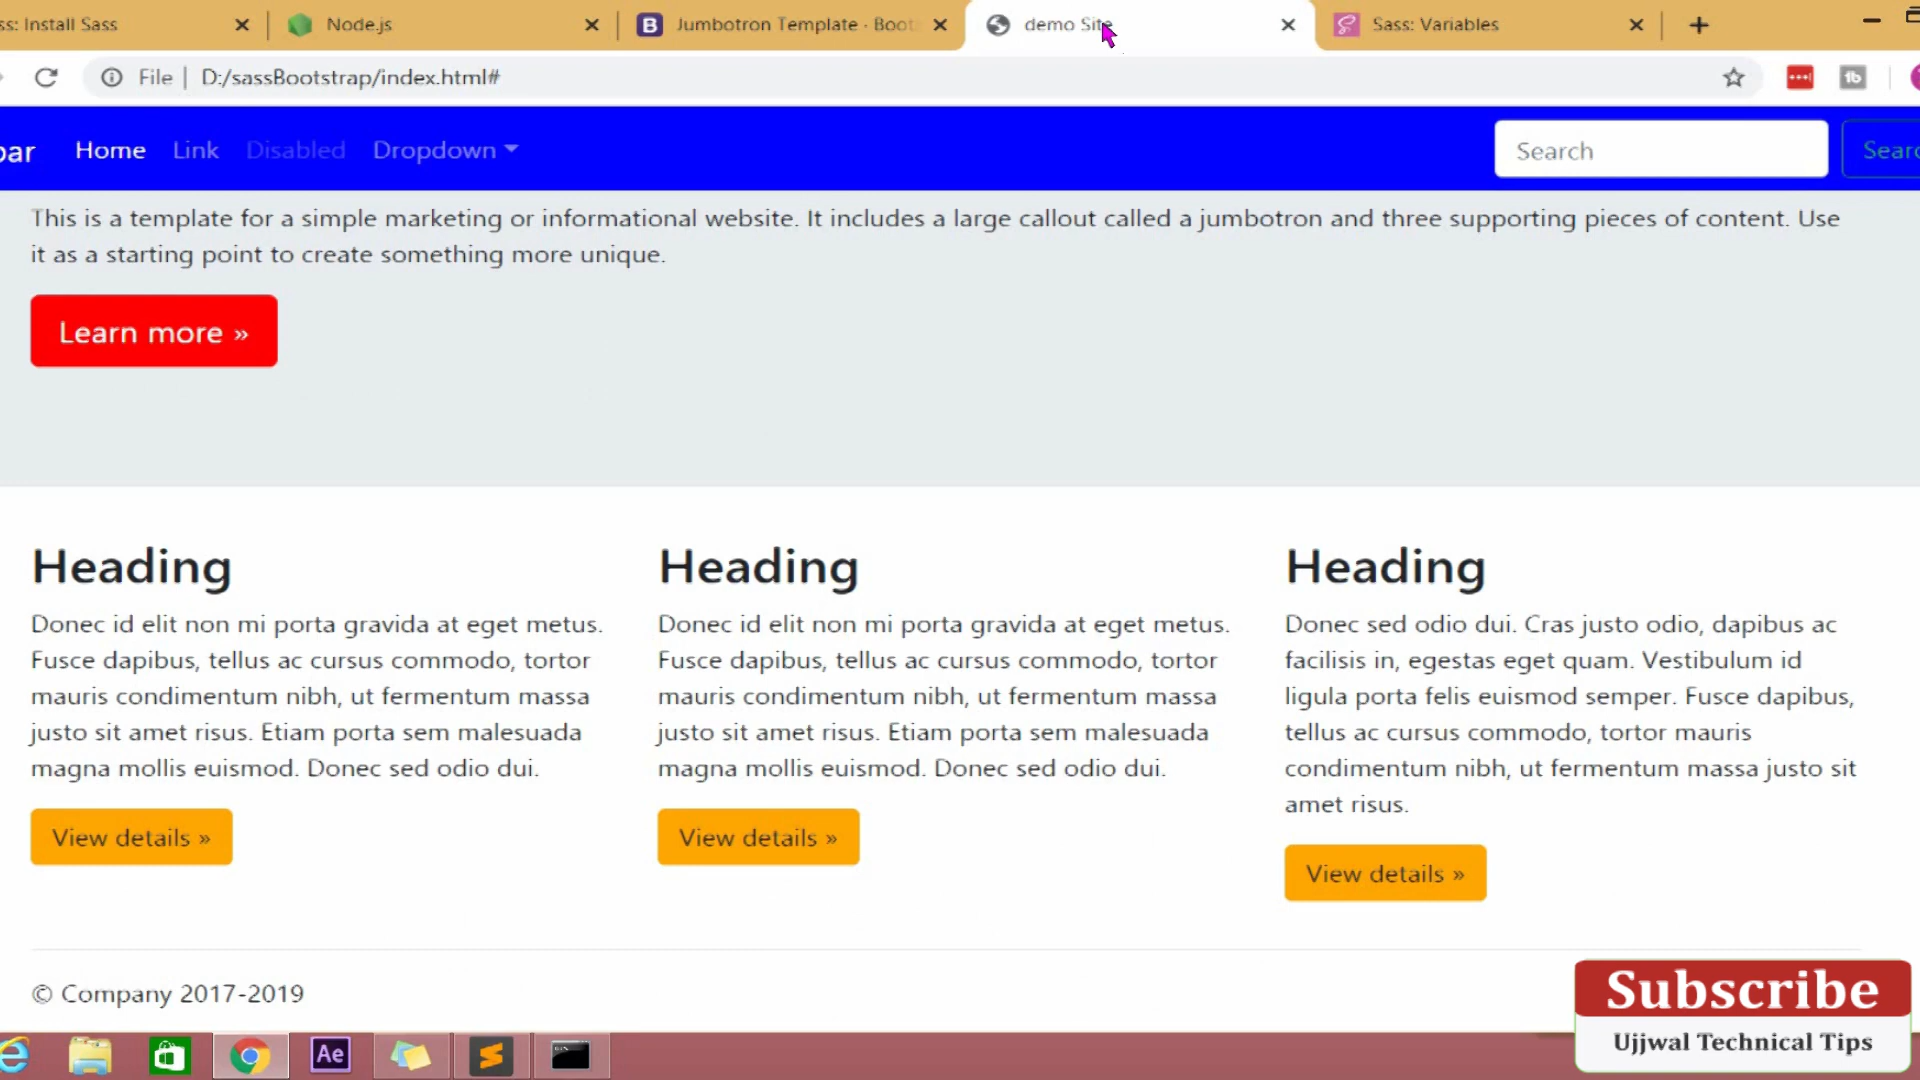 ss: Install Sass
Node.js
Jumbotron Template · Boot
demo Site
Sass: Variables
File | D:/sassBootstrap/index.html#
bar
Home
Link
Disabled
Dropdown
Search
Searc
This is a template for a simple marketing or informational website. It includes a large callout called a jumbotron and three supporting pieces of content. Use
it as a starting point to create something more unique.
Learn more »
Heading
Donec id elit non mi porta gravida at eget metus.
Fusce dapibus, tellus ac cursus commodo, tortor
mauris condimentum nibh, ut fermentum massa
justo sit amet risus. Etiam porta sem malesuada
magna mollis euismod. Donec sed odio dui.
View details »
Heading
Donec id elit non mi porta gravida at eget metus.
Fusce dapibus, tellus ac cursus commodo, tortor
mauris condimentum nibh, ut fermentum massa
justo sit amet risus. Etiam porta sem malesuada
magna mollis euismod. Donec sed odio dui.
View details »
Heading
Donec sed odio dui. Cras justo odio, dapibus ac
facilisis in, egestas eget quam. Vestibulum id
ligula porta felis euismod semper. Fusce dapibus,
tellus ac cursus commodo, tortor mauris
condimentum nibh, ut fermentum massa justo sit
amet risus.
View details »
© Company 2017-2019
Subscribe
Ujjwal Technical Tips
Ae